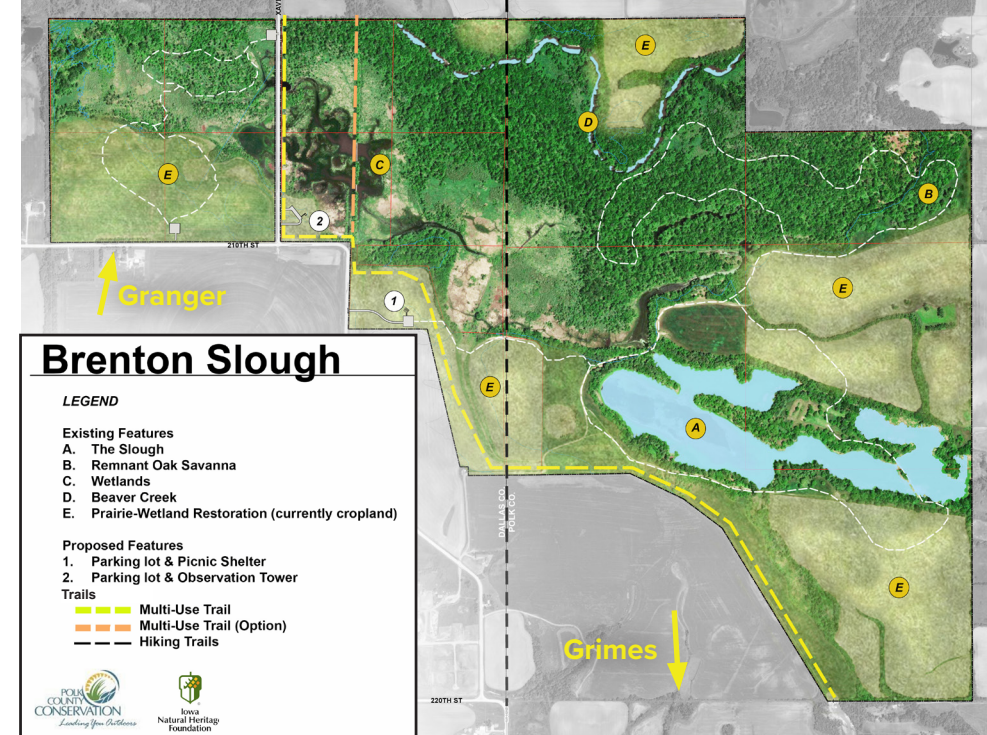 XAV
E
D
C
E
B
2
210TH ST
Granger
E
1
E
A
Brenton Slough
LEGEND
Existing Features
A. The Slough
B. Remnant Oak Savanna
C. Wetlands
D. Beaver Creek
E. Prairie-Wetland Restoration (currently cropland)
Proposed Features
1. Parking lot & Picnic Shelter
2. Parking lot & Observation Tower
Trails
Multi-Use Trail
Multi-Use Trail (Option)
Hiking Trails
POLK
COUNTY
CONSERVATION
Leading You Outdoors
Iowa
Natural Heritage
Foundation
DALLAS CO.
POLK CO.
E
Grimes
220TH ST